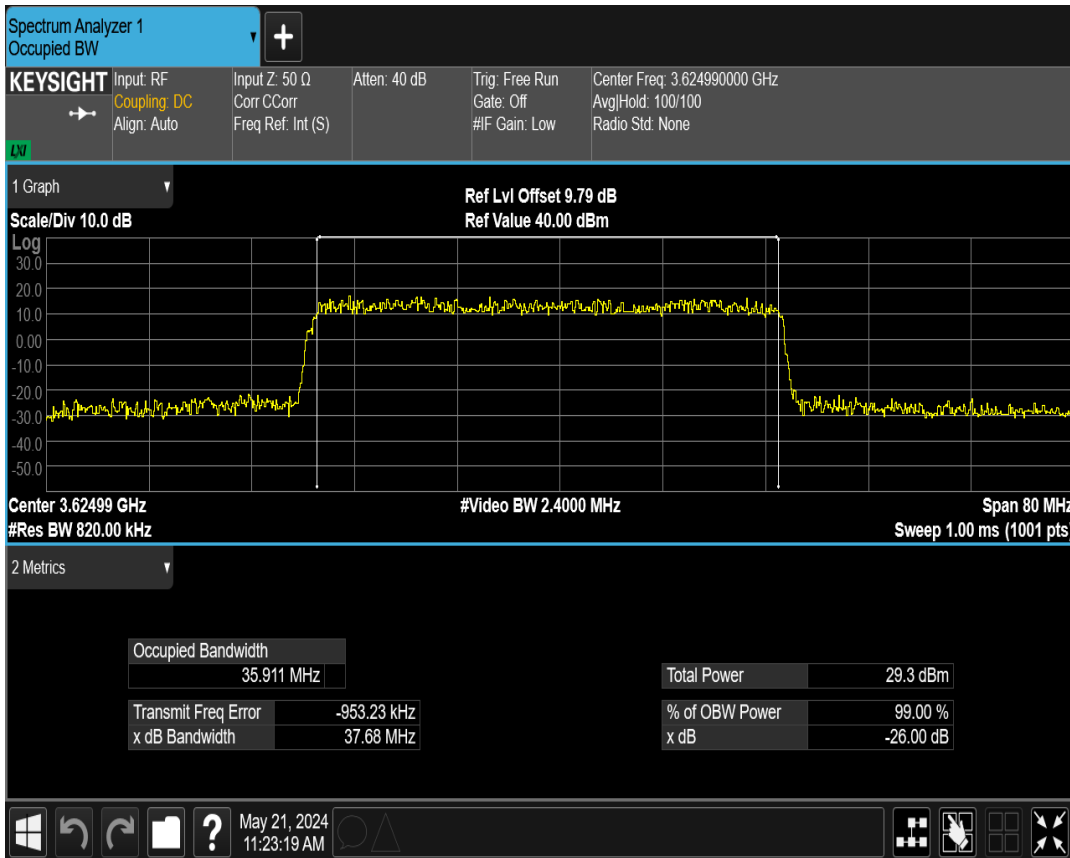 Spectrum Analyzer 1
Occupied BW
+
KEYSIGHT
LXI
Input: RF
Coupling: DC
Align: Auto
Input Z: 50 Ω
Corr CCorr
Freq Ref: Int (S)
Atten: 40 dB
Trig: Free Run
Gate: Off
#IF Gain: Low
Center Freq: 3.624990000 GHz
Avg|Hold: 100/100
Radio Std: None
1 Graph
Scale/Div 10.0 dB
Ref Lvl Offset 9.79 dB
Ref Value 40.00 dBm
Log
30.0
20.0
10.0
0.00
-10.0
-20.0
-30.0
-40.0
-50.0
Center 3.62499 GHz
#Video BW 2.4000 MHz
Span 80 MHz
#Res BW 820.00 kHz
Sweep 1.00 ms (1001 pts)
2 Metrics
Occupied Bandwidth
35.911 MHz
Transmit Freq Error -953.23 kHz
x dB Bandwidth 37.68 MHz
Total Power 29.3 dBm
% of OBW Power 99.00 %
x dB -26.00 dB
?
May 21, 2024
11:23:19 AM